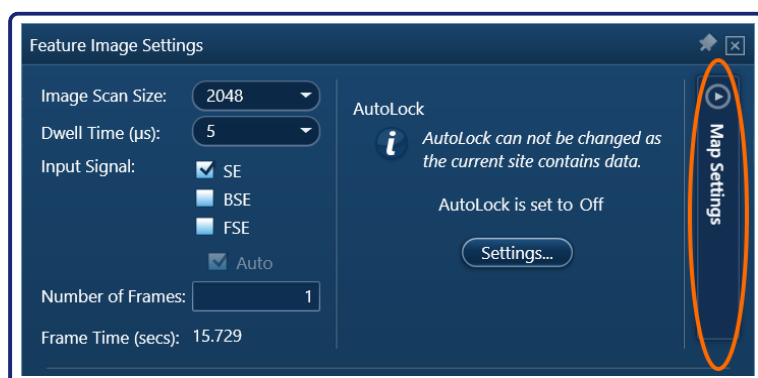 Feature Image Settings
Image Scan Size: 2048
Dwell Time (µs): 5
Input Signal: SE
BSE
FSE
Auto
Number of Frames: 1
Frame Time (secs): 15.729
AutoLock
AutoLock can not be changed as
the current site contains data.
AutoLock is set to Off
Settings...
Map Settings